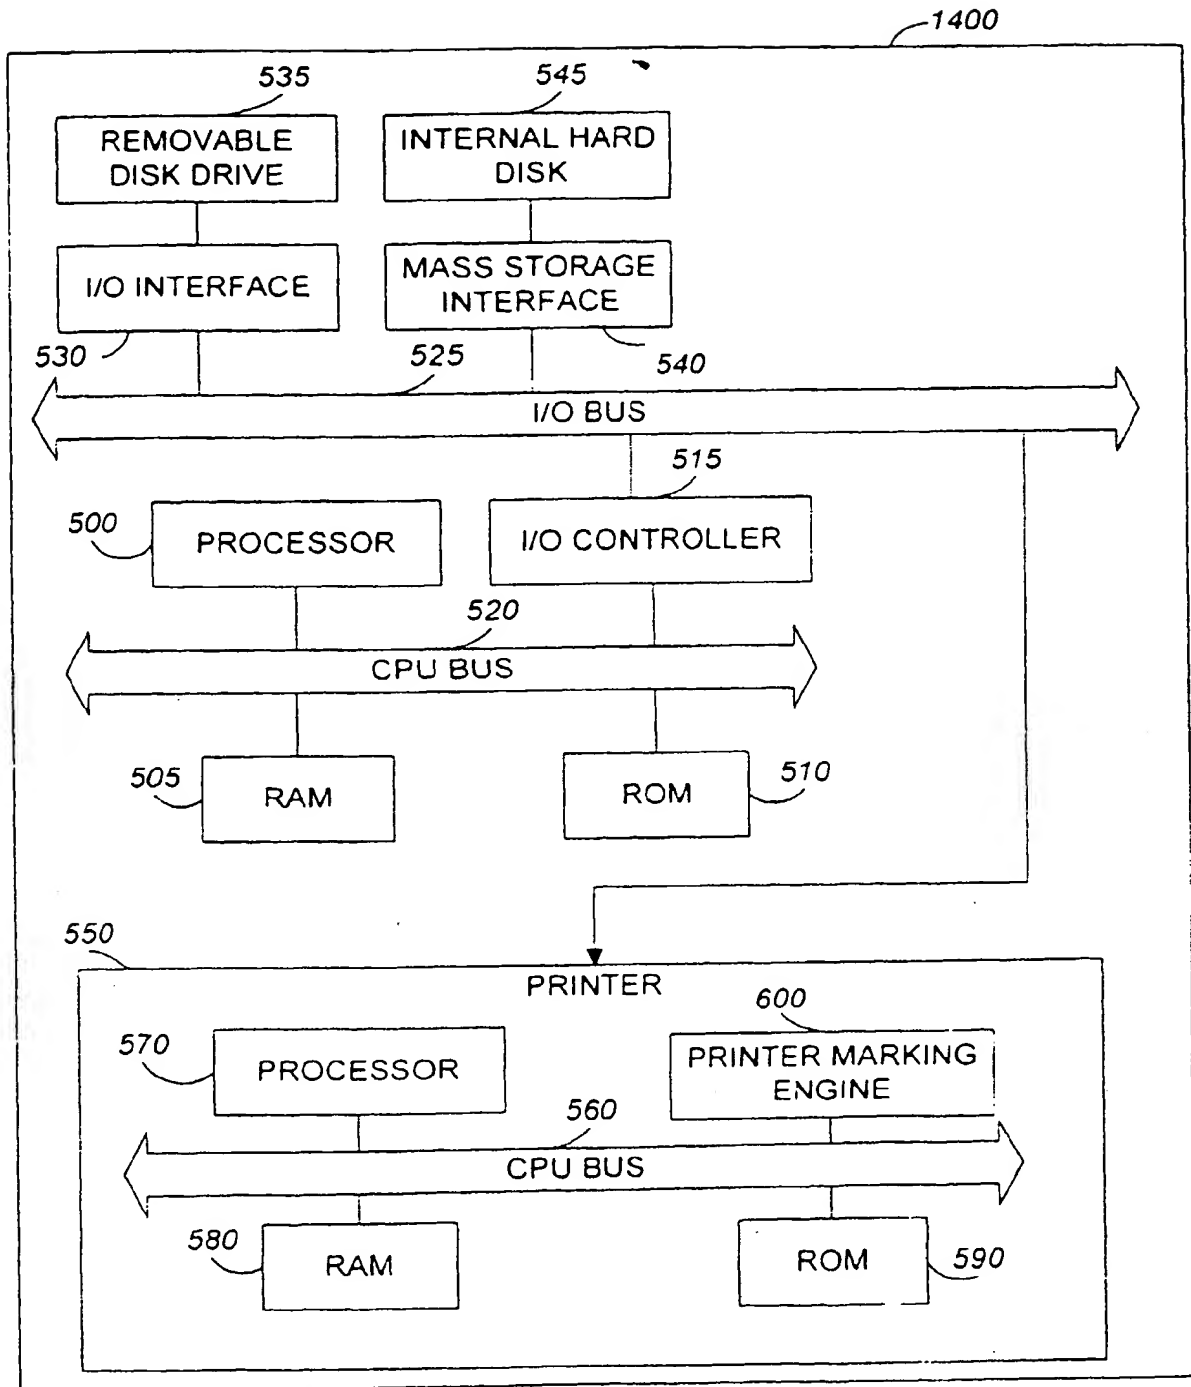 1400
535
545
REMOVABLE
DISK DRIVE
INTERNAL HARD
DISK
I/O INTERFACE
MASS STORAGE
INTERFACE
530
525
540
I/O BUS
515
500
PROCESSOR
I/O CONTROLLER
520
CPU BUS
505
RAM
ROM
510
550
PRINTER
600
570
PROCESSOR
PRINTER MARKING
ENGINE
560
CPU BUS
580
RAM
ROM
590